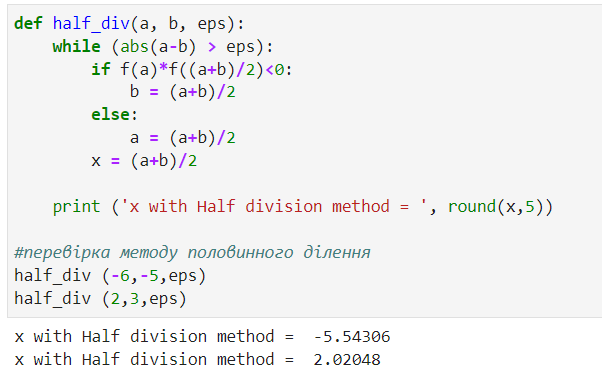 def half_div(a, b, eps):
    while (abs(a-b) > eps):
        if f(a)*f((a+b)/2)<0:
            b = (a+b)/2
        else:
            a = (a+b)/2
        x = (a+b)/2

    print ('x with Half division method = ', round(x,5))

#перевірка методу половинного ділення
half_div (-6,-5,eps)
half_div (2,3,eps)
x with Half division method =  -5.54306
x with Half division method =  2.02048